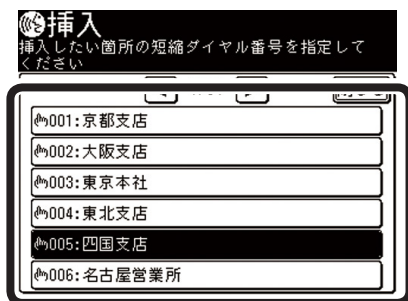 挿入
挿入したい箇所の短縮ダイヤル番号を指定して
ください
001:京都支店
002:大阪支店
003:東京本社
004:東北支店
005:四国支店
006:名古屋営業所